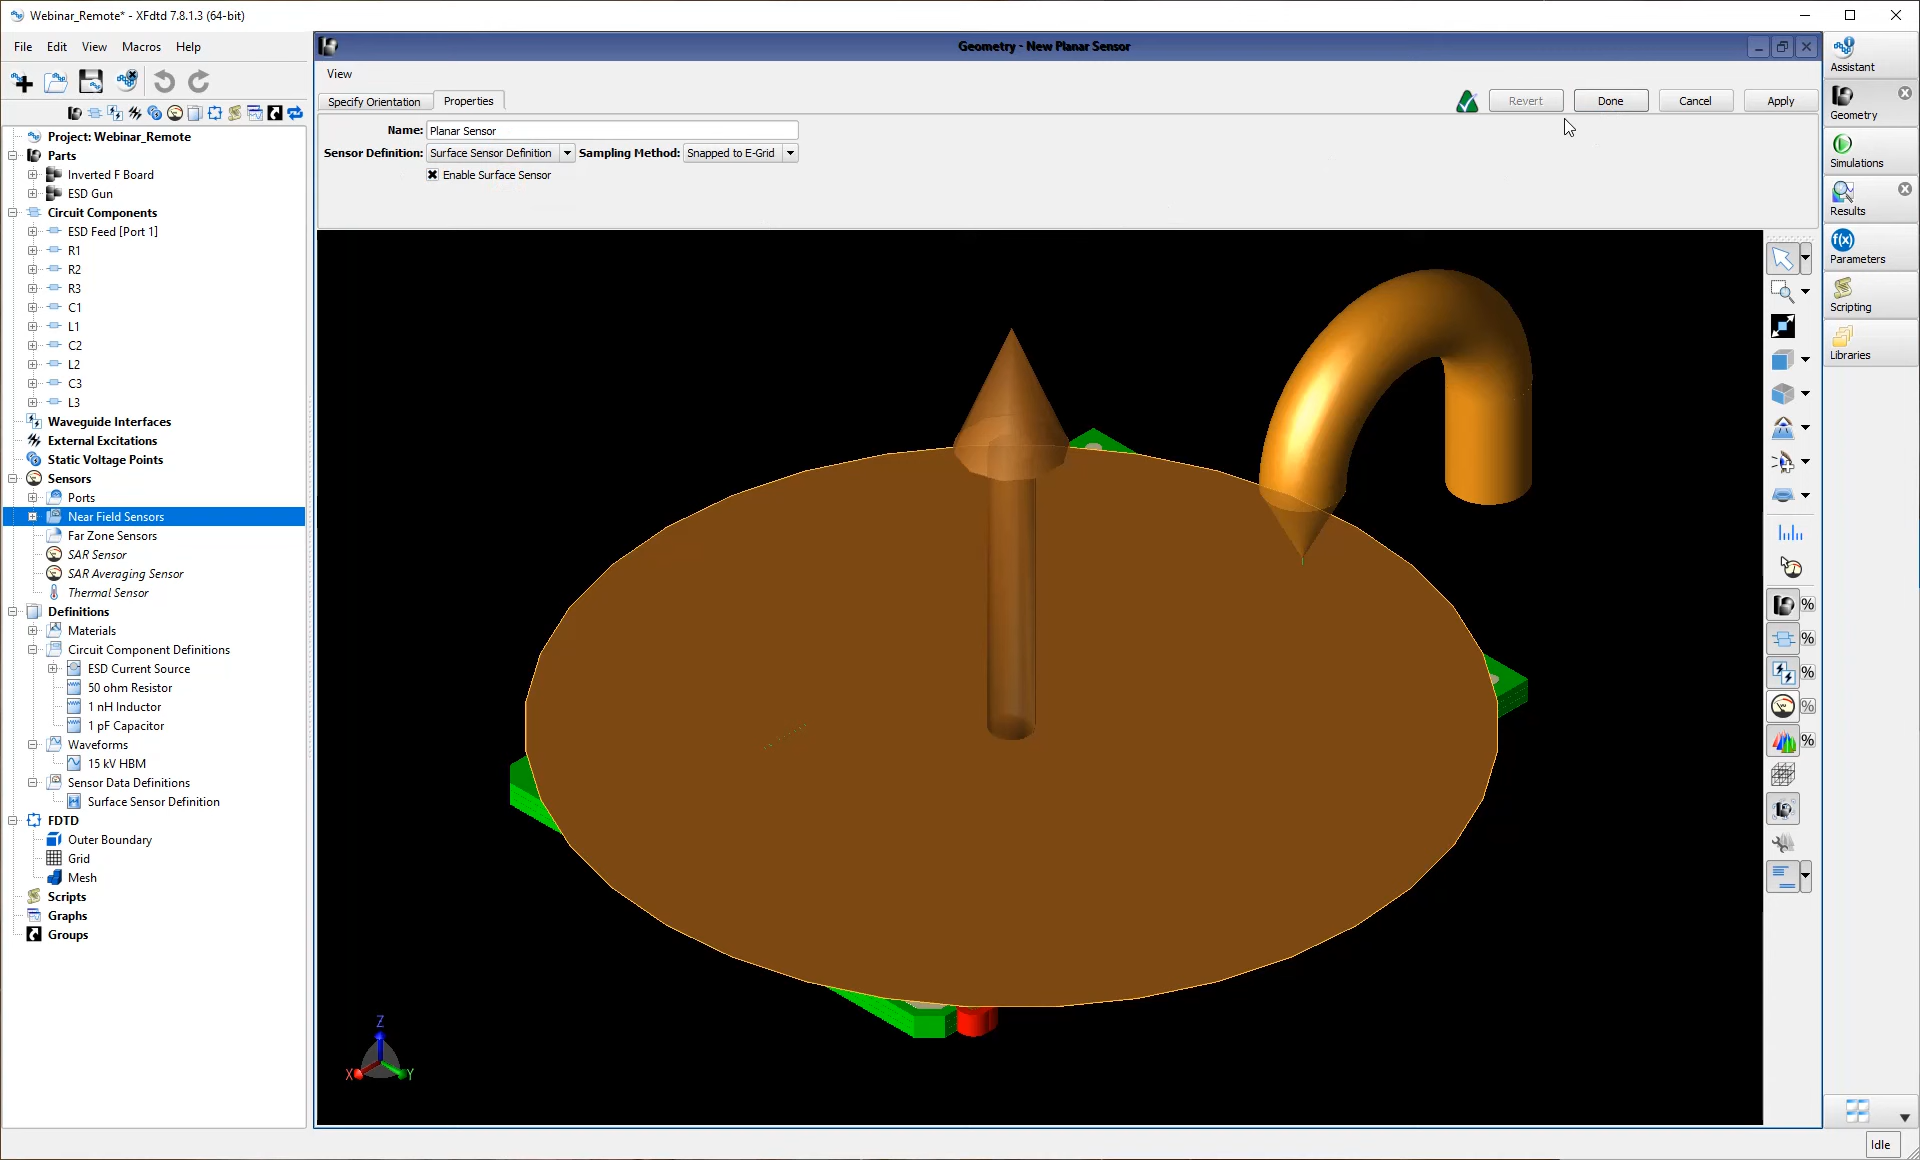 Webinar_Remote* - XFdtd 7.8.1.3 (64-bit)
File Edit View Macros Help
Project: Webinar_Remote
Parts
Inverted F Board
ESD Gun
Circuit Components
ESD Feed [Port 1]
R1
R2
R3
C1
L1
C2
L2
C3
L3
Waveguide Interfaces
External Excitations
Static Voltage Points
Sensors
Ports
Near Field Sensors
Far Zone Sensors
SAR Sensor
SAR Averaging Sensor
Thermal Sensor
Definitions
Materials
Circuit Component Definitions
ESD Current Source
50 ohm Resistor
1 nH Inductor
1 pF Capacitor
Waveforms
15 kV HBM
Sensor Data Definitions
Surface Sensor Definition
FDTD
Outer Boundary
Grid
Mesh
Scripts
Graphs
Groups
Geometry - New Planar Sensor
View
Specify Orientation Properties
Revert Done Cancel Apply
Name: Planar Sensor
Sensor Definition: Surface Sensor Definition Sampling Method: Snapped to E-Grid
Enable Surface Sensor
Z
X
Y
%
%
%
%
%
Assistant
Geometry
Simulations
Results
f(x)
Parameters
Scripting
Libraries
Idle